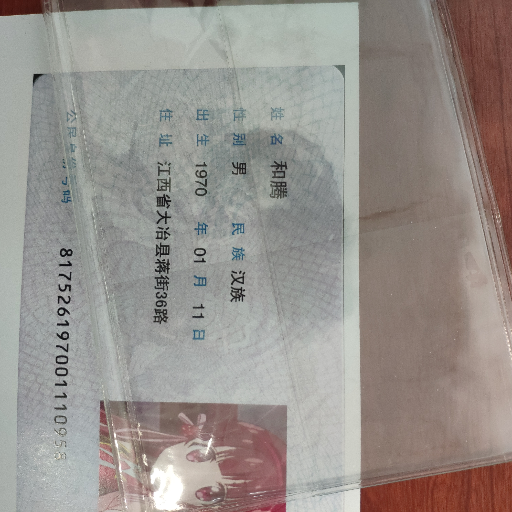 姓名 和腾
性别 男 民族 汉族
出生 1970 年 01 月 11 日
住址 江西省大冶县蒋街36路
公民身份号码 817526197001110958